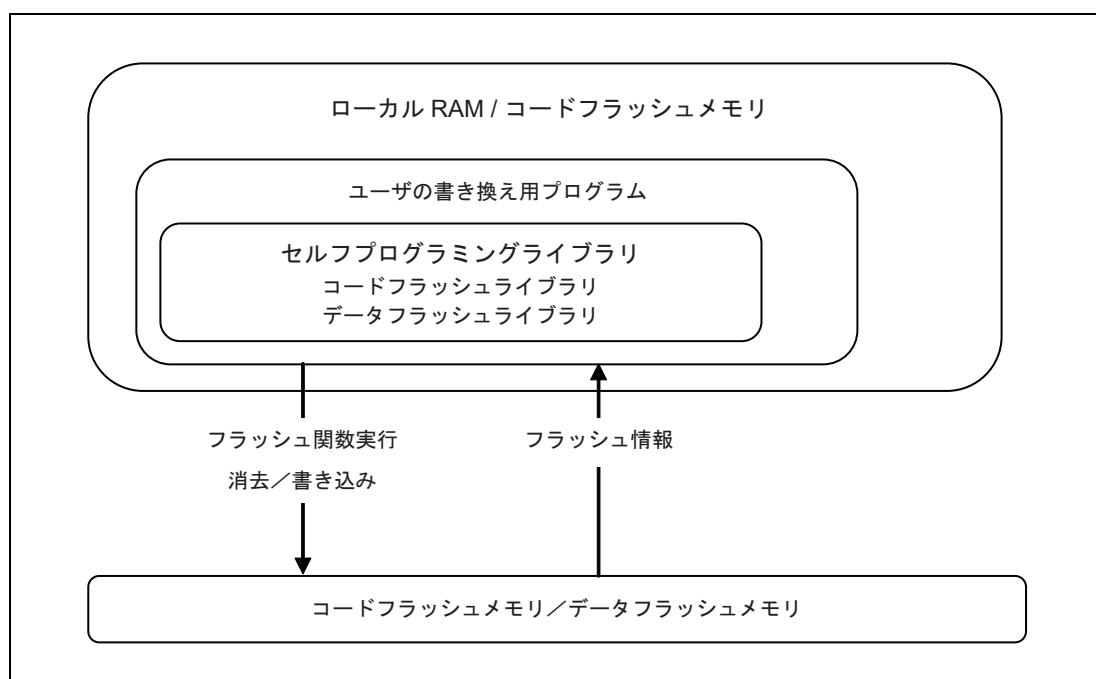 ローカル RAM / コードフラッシュメモリ
ユーザの書き換え用プログラム
セルフプログラミングライブラリ
コードフラッシュライブラリ
データフラッシュライブラリ
フラッシュ関数実行
消去／書き込み
フラッシュ情報
コードフラッシュメモリ／データフラッシュメモリ